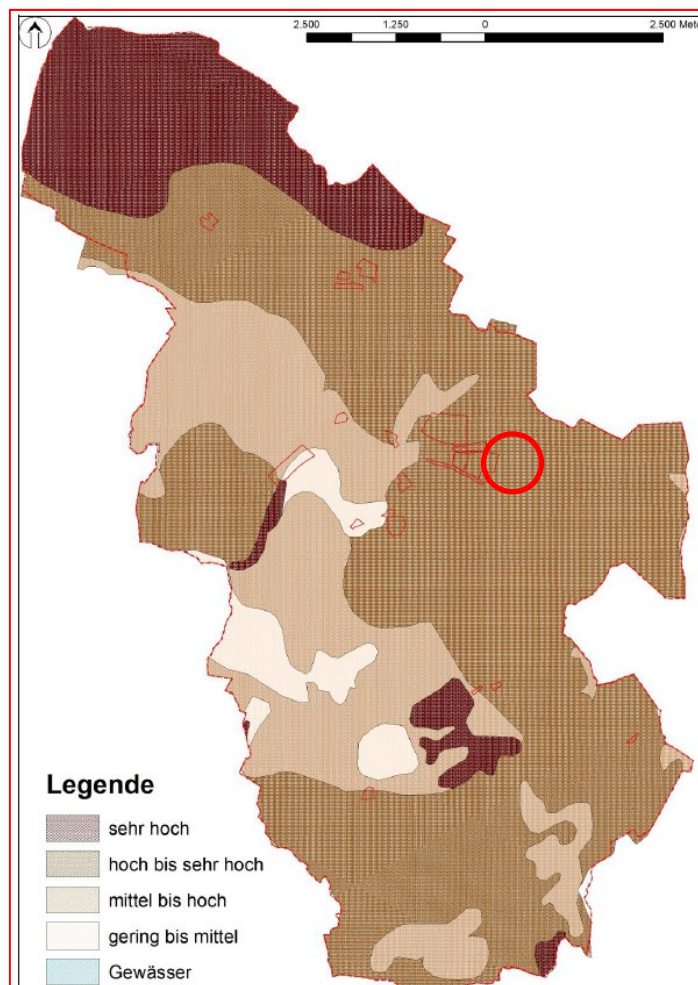 2.500 1.250 0 2.500 Mete
Legende
sehr hoch
hoch bis sehr hoch
mittel bis hoch
gering bis mittel
Gewässer